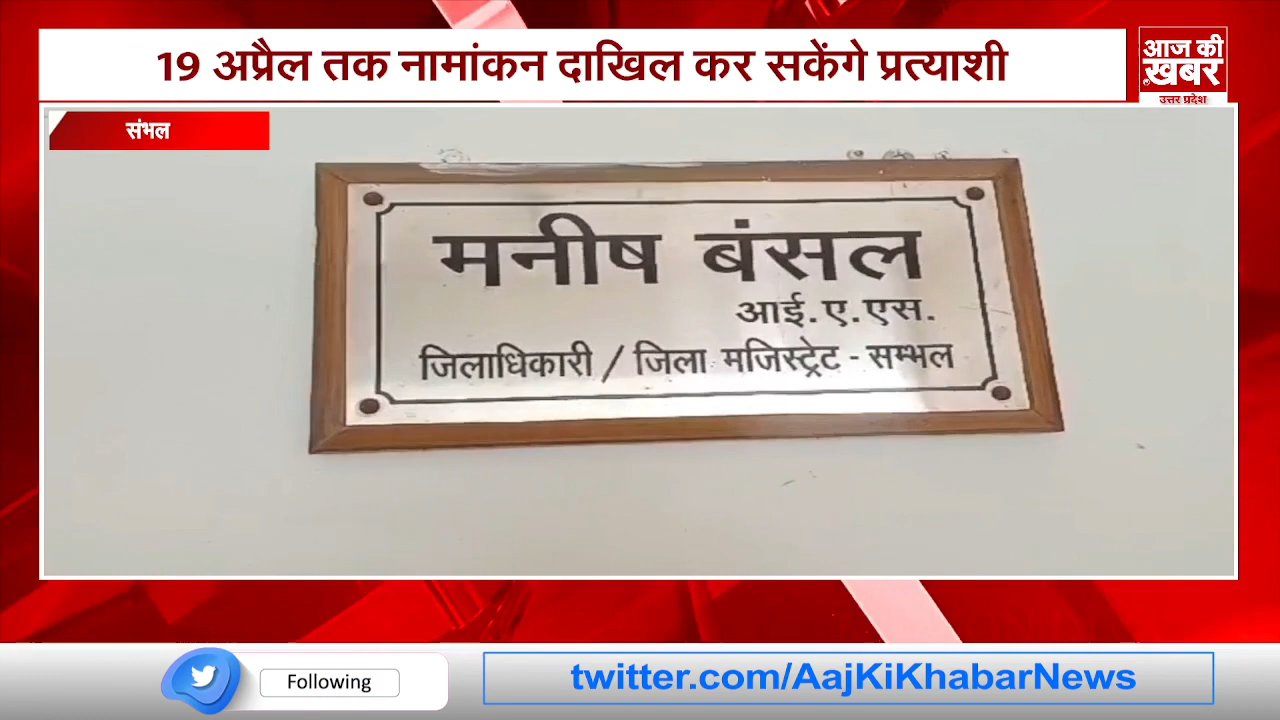 19 अप्रैल तक नामांकन दाखिल कर सकेंगे प्रत्याशी
आज की
ख़बर
उत्तर प्रदेश
संभल
मनीष बंसल
आई.ए.एस.
जिलाधिकारी / जिला मजिस्ट्रेट - सम्भल
Following
twitter.com/AajKiKhabarNews